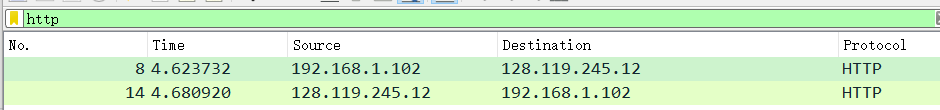 http
No. Time Source Destination Protocol
8 4.623732 192.168.1.102 128.119.245.12 HTTP
14 4.680920 128.119.245.12 192.168.1.102 HTTP